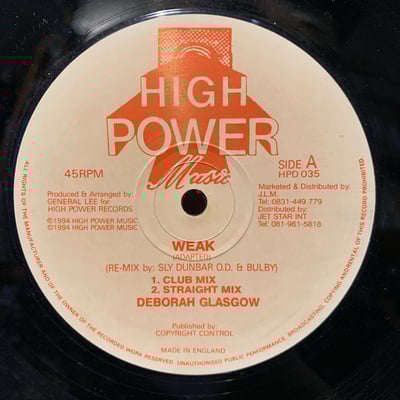 HIGH
POWER
Music
45RPM
SIDE A
HPD 035
Produced & Arranged by:
GENERAL LEE for
HIGH POWER RECORDS
℗1994 HIGH POWER MUSIC
©1994 HIGH POWER MUSIC
Marketed & Distributed by:
J.L.M.
Tel: 0831-449 779
Distributed by:
JET STAR INT
Tel: 081-961-5818
WEAK
(ADAPTED)
(RE-MIX by: SLY DUNBAR O.D. & BULBY)
1. CLUB MIX
2. STRAIGHT MIX
DEBORAH GLASGOW
Published by:
COPYRIGHT CONTROL
MADE IN ENGLAND
ALL RIGHTS OF THE MANUFACTURER AND OF THE OWNER OF THE RECORDED WORK RESERVED. UNAUTHORISED PUBLIC PERFORMANCE, BROADCASTING, COPYING AND RENTAL OF THIS RECORD PROHIBITED.